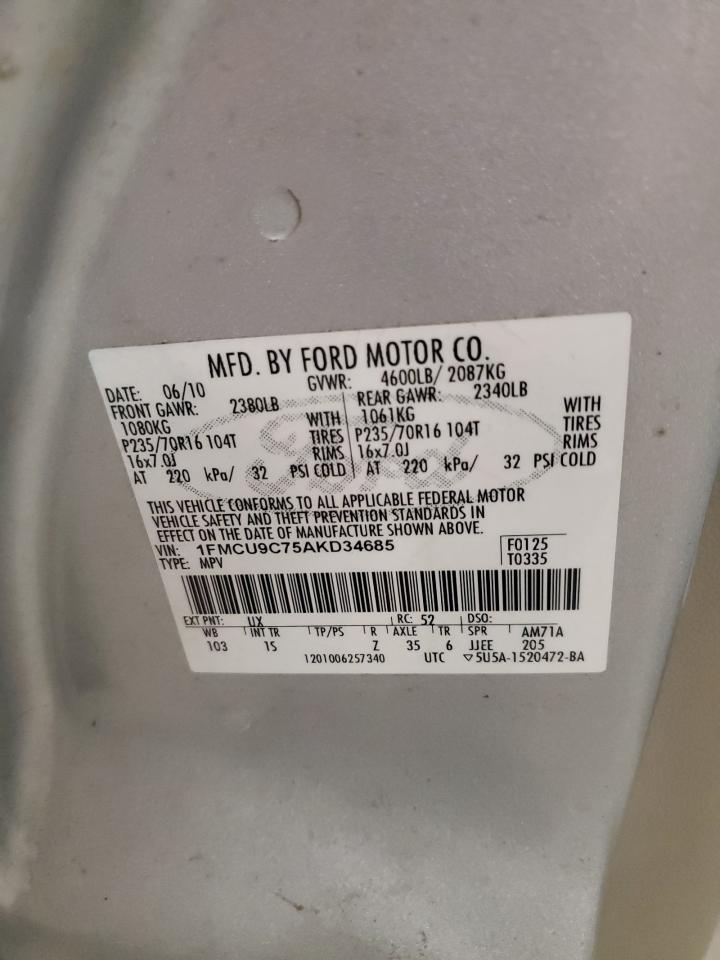 MFD. BY FORD MOTOR CO.
DATE: 06/10 GVWR: 4600LB/ 2087KG
FRONT GAWR: 2380LB REAR GAWR: 2340LB
1080KG WITH 1061KG WITH
P235/70R16 104T TIRES P235/70R16 104T TIRES
16x7.0J RIMS 16x7.0J RIMS
AT 220 kPa/ 32 PSI COLD AT 220 kPa/ 32 PSI COLD
Ford
THIS VEHICLE CONFORMS TO ALL APPLICABLE FEDERAL MOTOR
VEHICLE SAFETY AND THEFT PREVENTION STANDARDS IN
EFFECT ON THE DATE OF MANUFACTURE SHOWN ABOVE.
VIN: 1FMCU9C75AKD34685 F0125
TYPE: MPV T0335
EXT PNT: UX RC: 52 DSO:
WB INT TR TP/PS R AXLE TR SPR AM71A
103 1S Z 35 6 JJEE 205
1201006257340 UTC ▽5U5A-1520472-BA